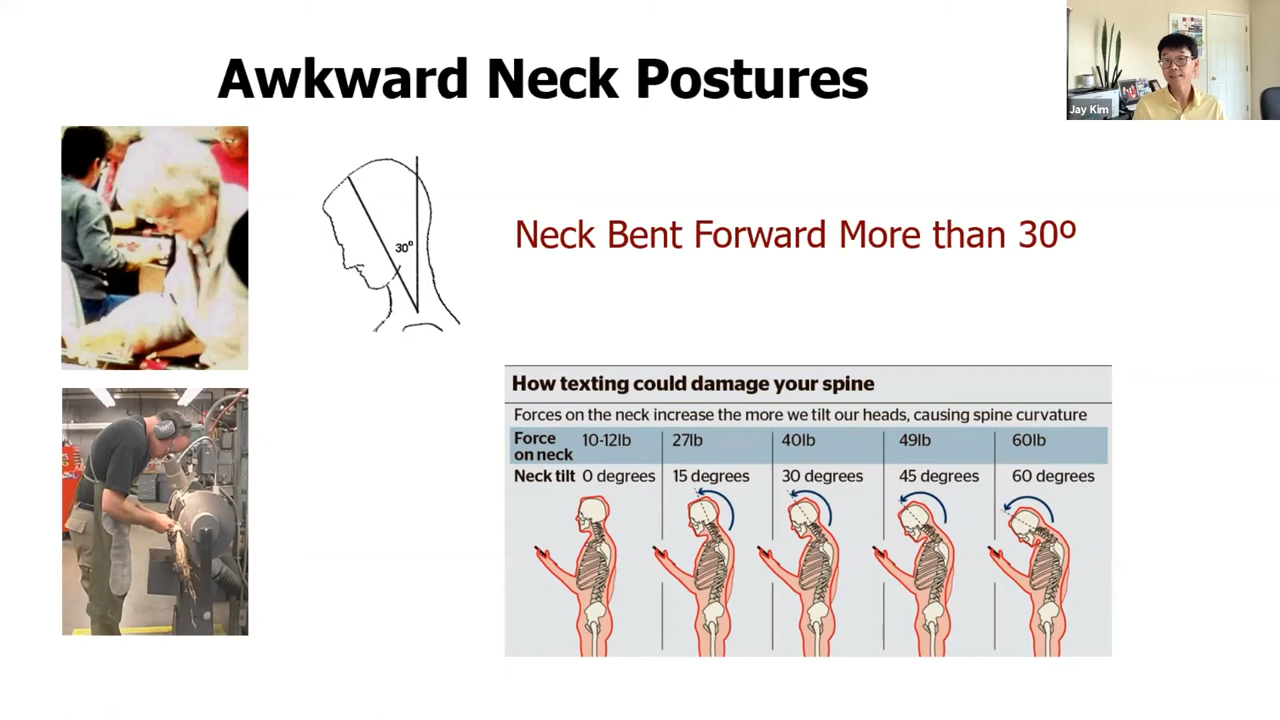 Awkward Neck Postures
Jay Kim
30º
Neck Bent Forward More than 30º
How texting could damage your spine
Forces on the neck increase the more we tilt our heads, causing spine curvature
Force on neck 10-12lb 27lb 40lb 49lb 60lb
Neck tilt 0 degrees 15 degrees 30 degrees 45 degrees 60 degrees